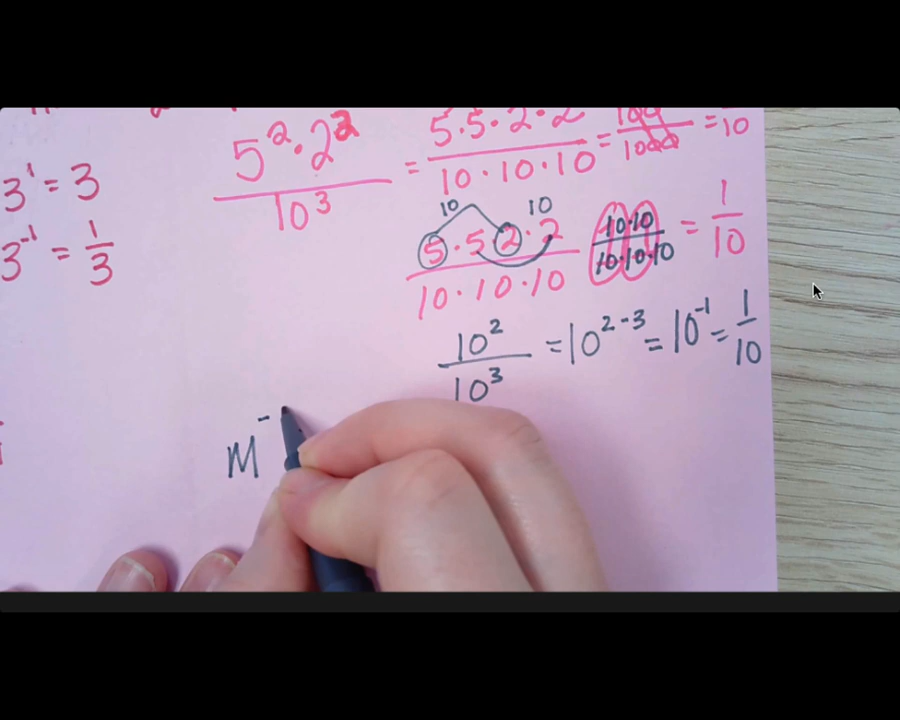 5²·2² / 10³ = 5·5·2·2 / 10·10·10 = 100 / 1000 = / 10
3¹ = 3
3⁻¹ = 1/3
10 10
5·5 2·2 / 10·10·10 10·10 / 10·10·10 = 1/10
10² / 10³ = 10²⁻³ = 10⁻¹ = 1/10
M⁻